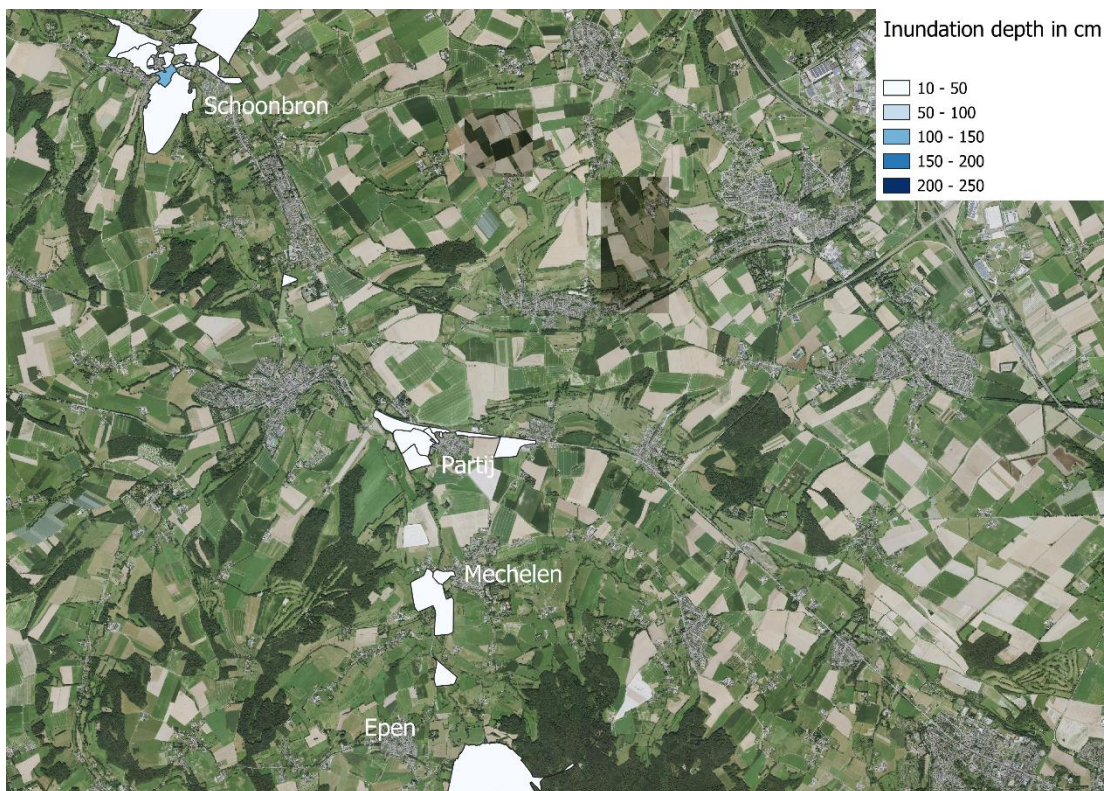 Inundation depth in cm
10 - 50
50 - 100
100 - 150
150 - 200
200 - 250
Schoonbron
Partij
Mechelen
Epen